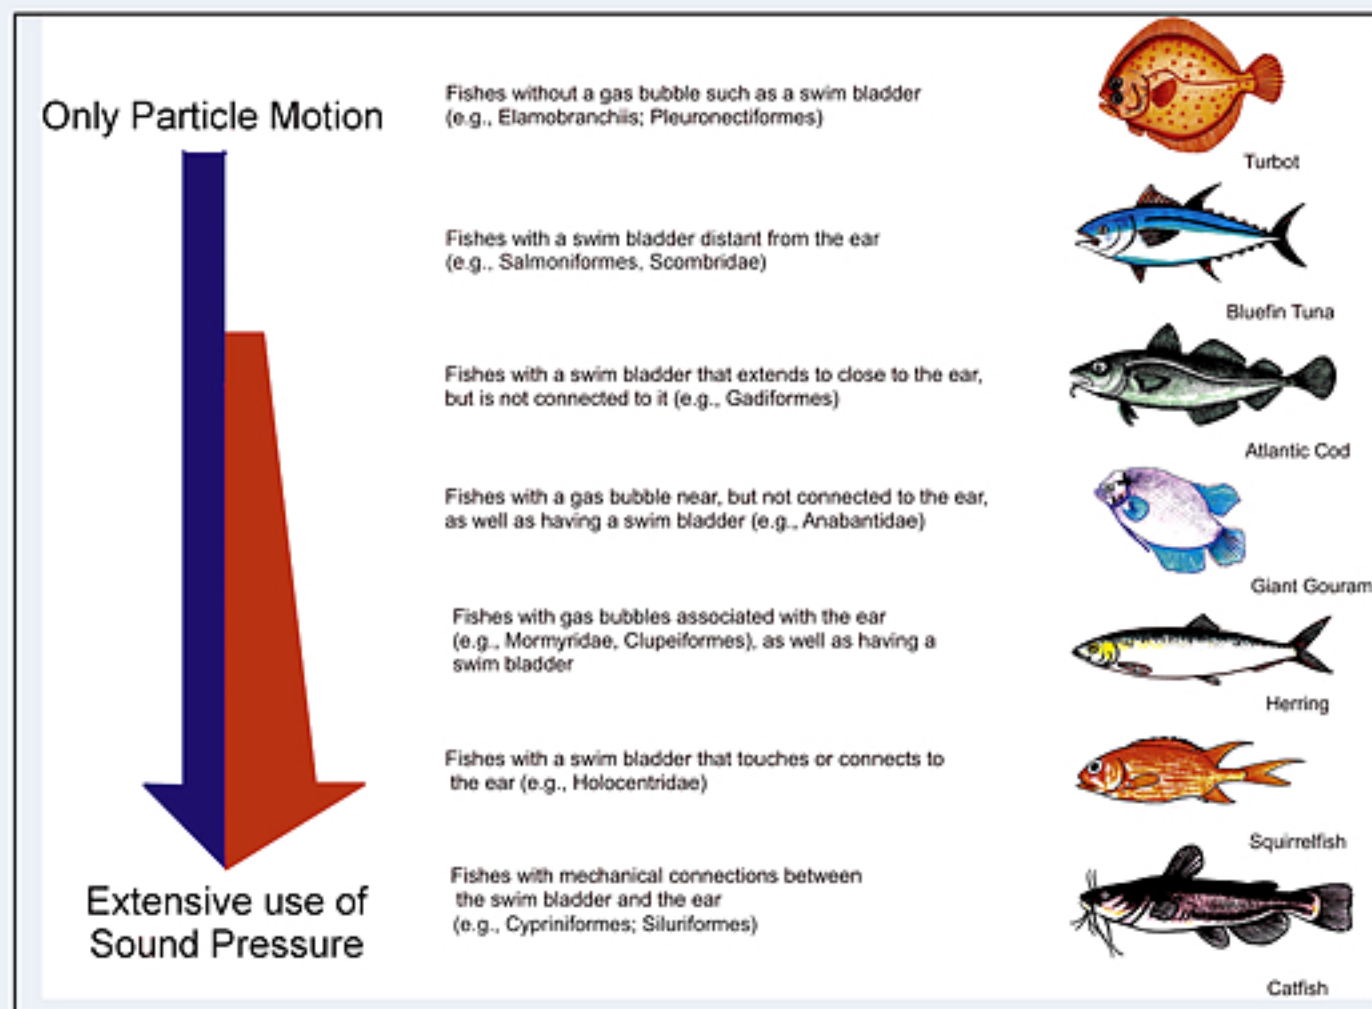 Only Particle Motion
Fishes without a gas bubble such as a swim bladder
(e.g., Elamobranchiis; Pleuronectiformes)
Turbot
Fishes with a swim bladder distant from the ear
(e.g., Salmoniformes, Scombridae)
Bluefin Tuna
Fishes with a swim bladder that extends to close to the ear,
but is not connected to it (e.g., Gadiformes)
Atlantic Cod
Fishes with a gas bubble near, but not connected to the ear,
as well as having a swim bladder (e.g., Anabantidae)
Giant Gouram
Fishes with gas bubbles associated with the ear
(e.g., Mormyridae, Clupeiformes), as well as having a
swim bladder
Herring
Fishes with a swim bladder that touches or connects to
the ear (e.g., Holocentridae)
Squirrelfish
Fishes with mechanical connections between
the swim bladder and the ear
(e.g., Cypriniformes; Siluriformes)
Catfish
Extensive use of
Sound Pressure